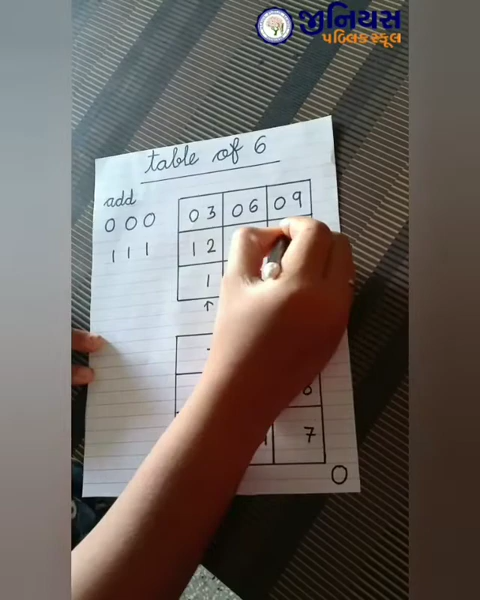 જીનિયસ
પબ્લિક સ્કૂલ
table of 6
add
0 0 0
1 1 1
03 06 09
12
1
↑
7
0